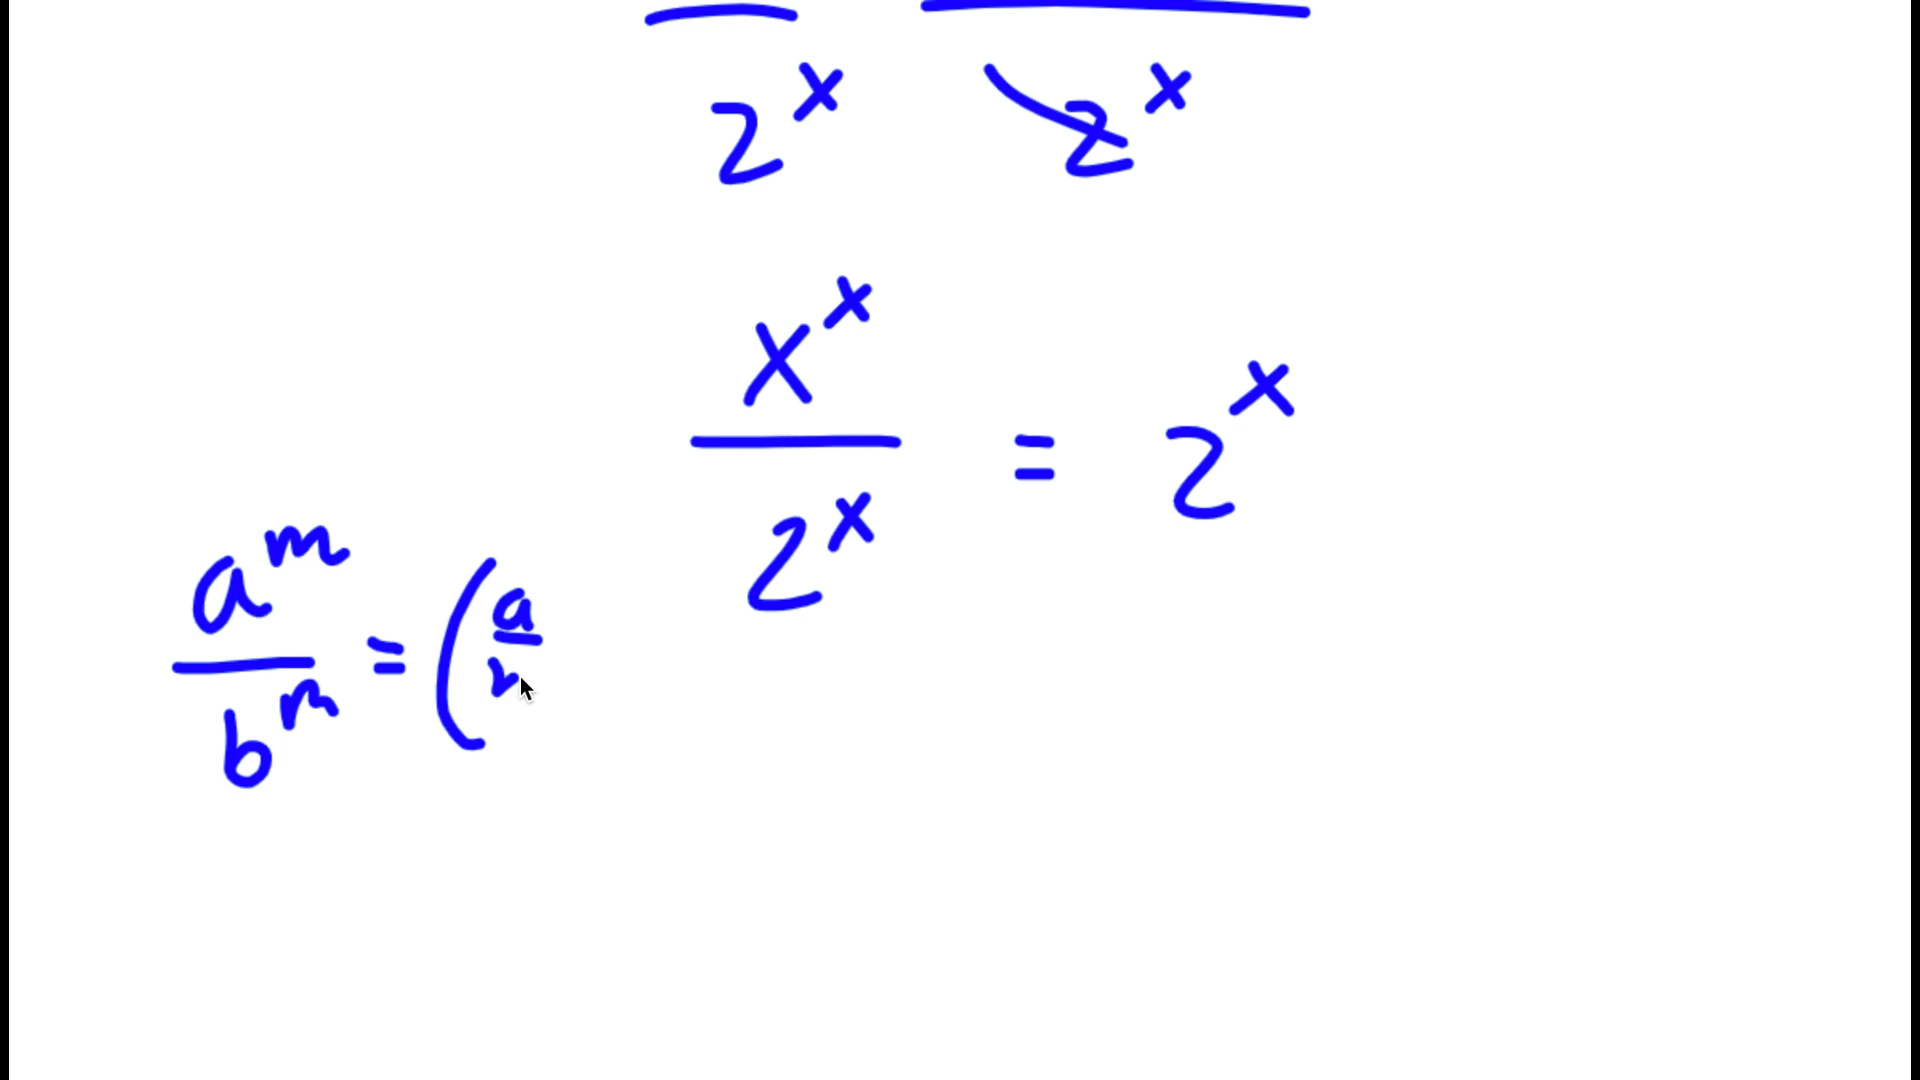 2^x 2^x
x^x / 2^x = 2^x
a^m / b^m = (a /